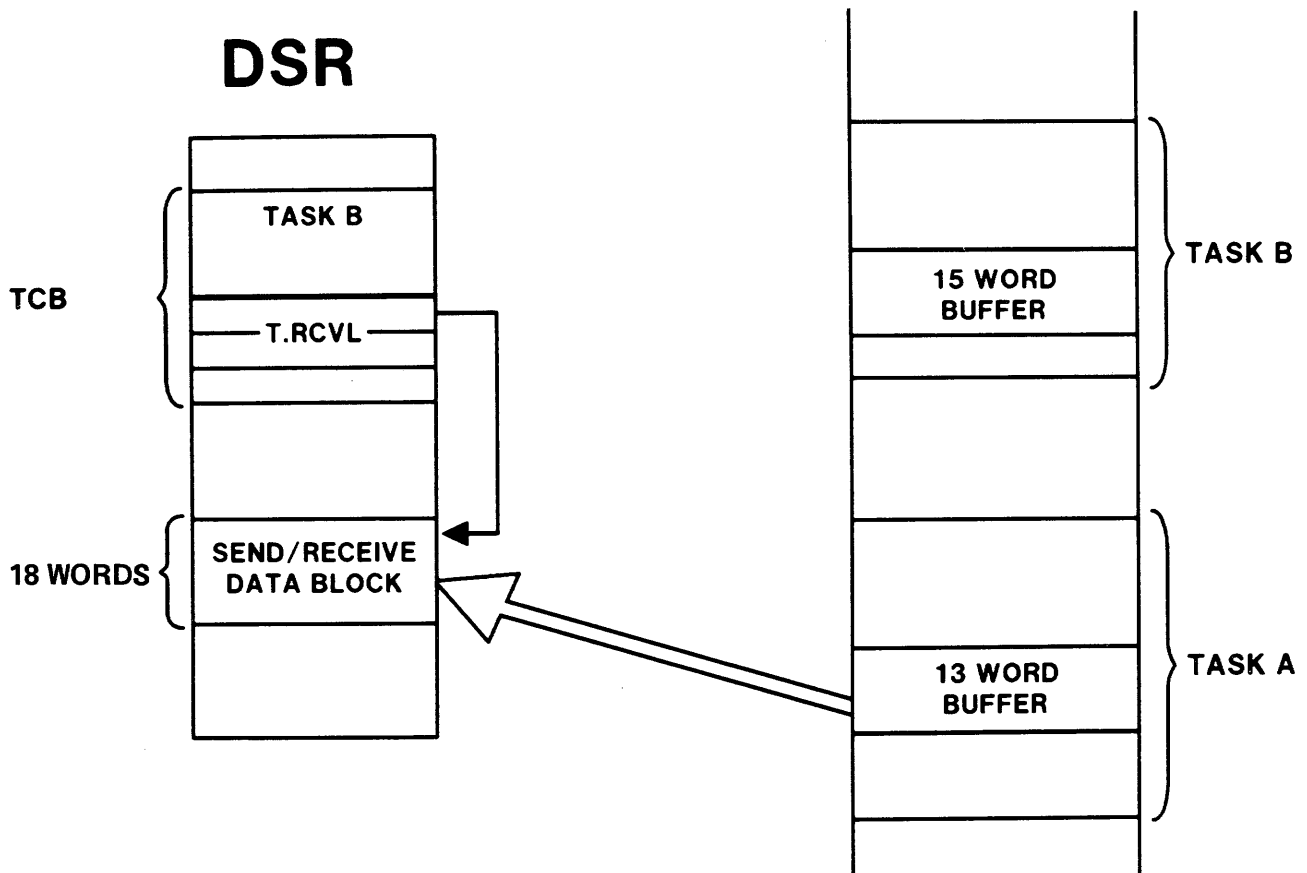 DSR
TASK B
TCB
T.RCVL
18 WORDS
SEND/RECEIVE
DATA BLOCK
15 WORD
BUFFER
TASK B
13 WORD
BUFFER
TASK A